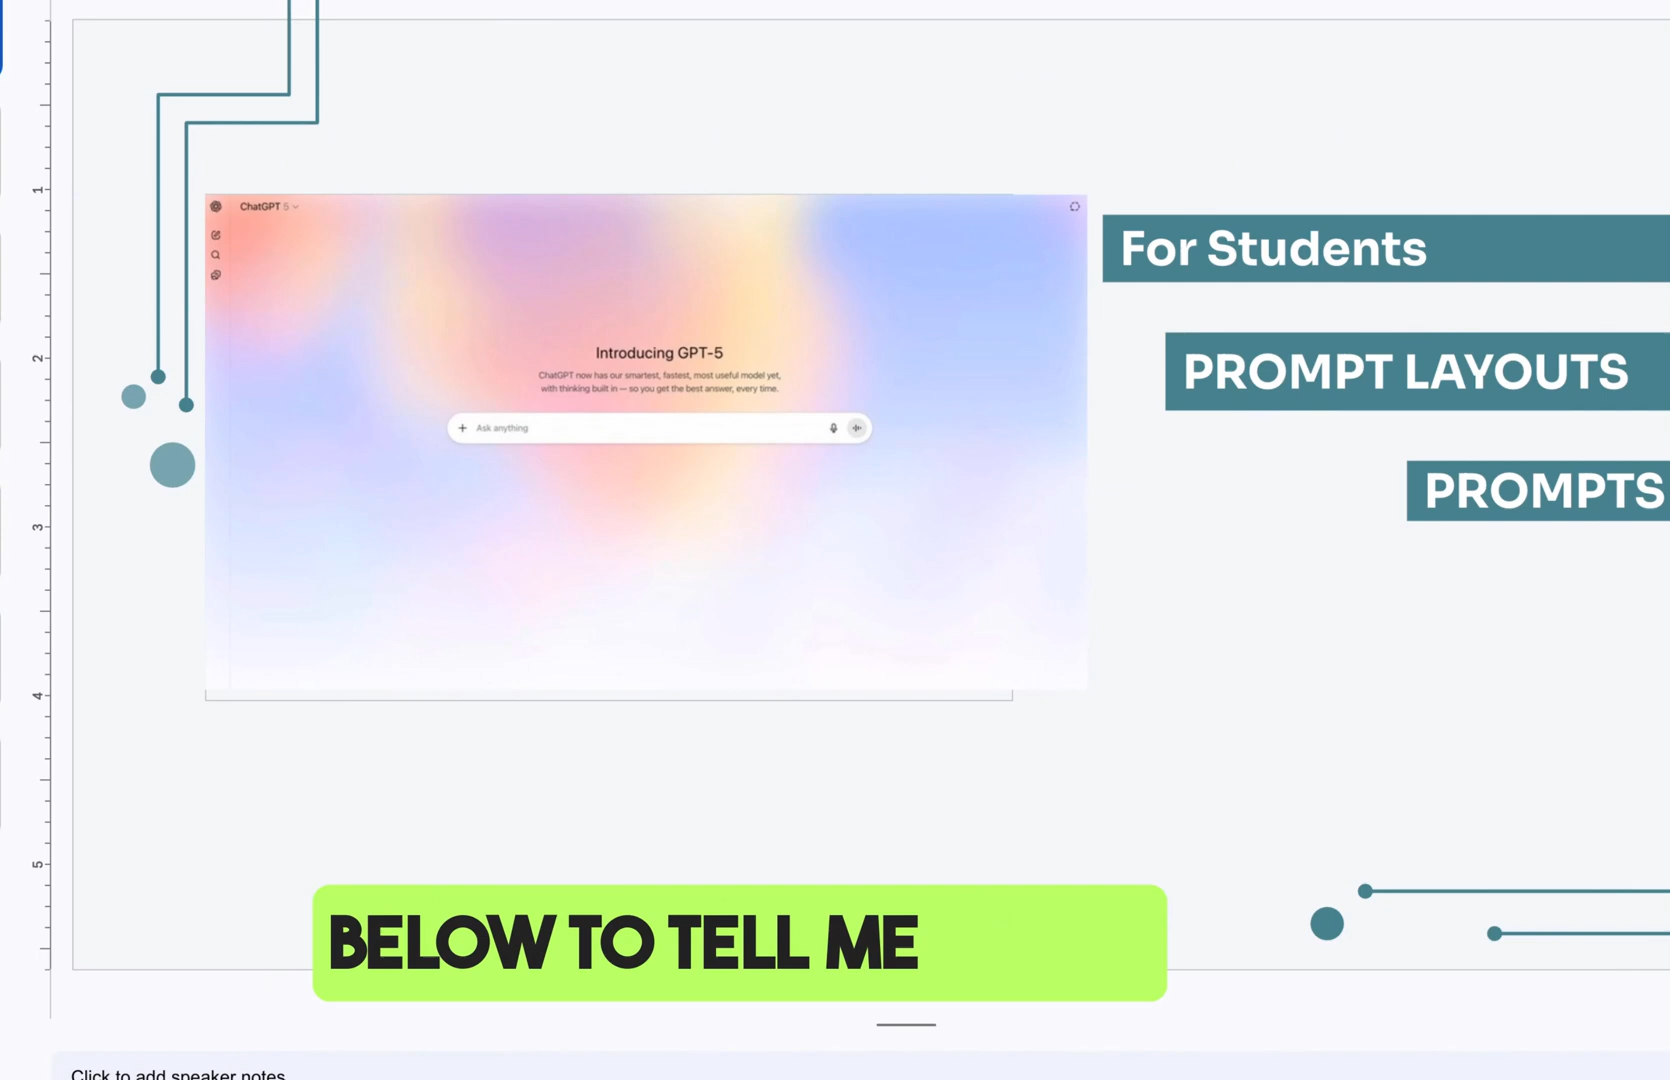 ChatGPT 5
For Students
Introducing GPT-5
ChatGPT now has our smartest, fastest, most useful model yet,
with thinking built in — so you get the best answer, every time.
PROMPT LAYOUTS
Ask anything
PROMPTS
1
2
3
4
5
BELOW TO TELL ME
Click to add speaker notes